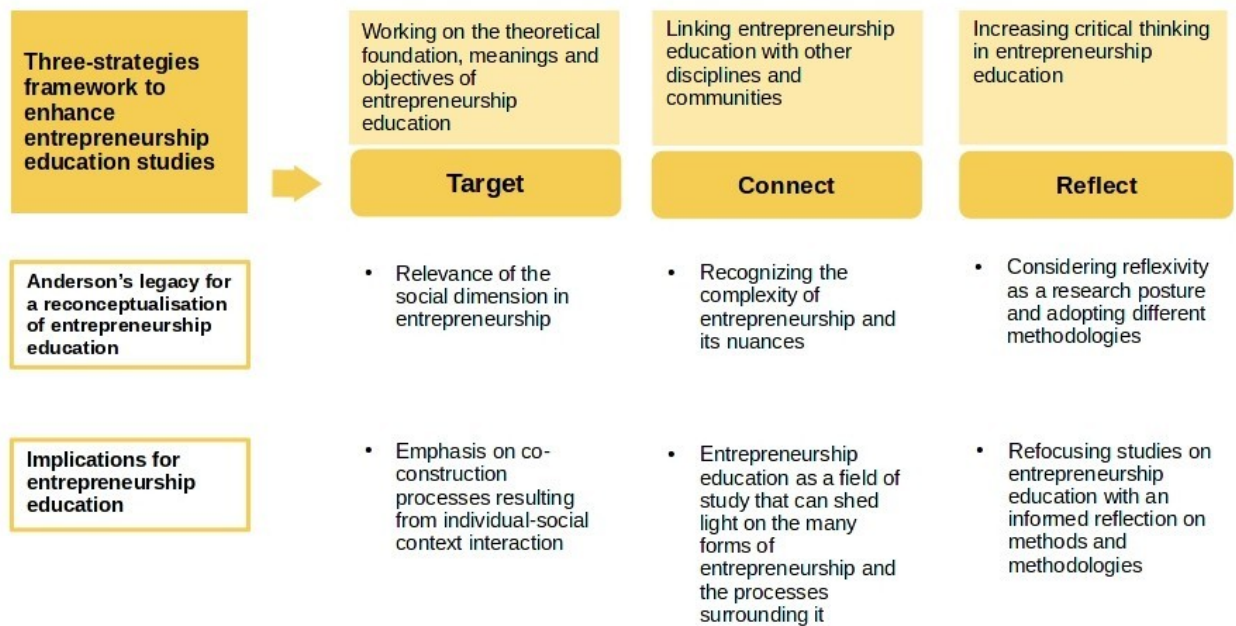 Three-strategies
framework to
enhance
entrepreneurship
education studies
Working on the theoretical
foundation, meanings and
objectives of
entrepreneurship
education
Target
Linking entrepreneurship
education with other
disciplines and
communities
Connect
Increasing critical thinking
in entrepreneurship
education
Reflect
Anderson's legacy for
a reconceptualisation
of entrepreneurship
education
• Relevance of the
social dimension in
entrepreneurship
• Recognizing the
complexity of
entrepreneurship and
its nuances
• Considering reflexivity
as a research posture
and adopting different
methodologies
Implications for
entrepreneurship
education
• Emphasis on co-
construction
processes resulting
from individual-social
context interaction
• Entrepreneurship
education as a field of
study that can shed
light on the many
forms of
entrepreneurship and
the processes
surrounding it
• Refocusing studies on
entrepreneurship
education with an
informed reflection on
methods and
methodologies